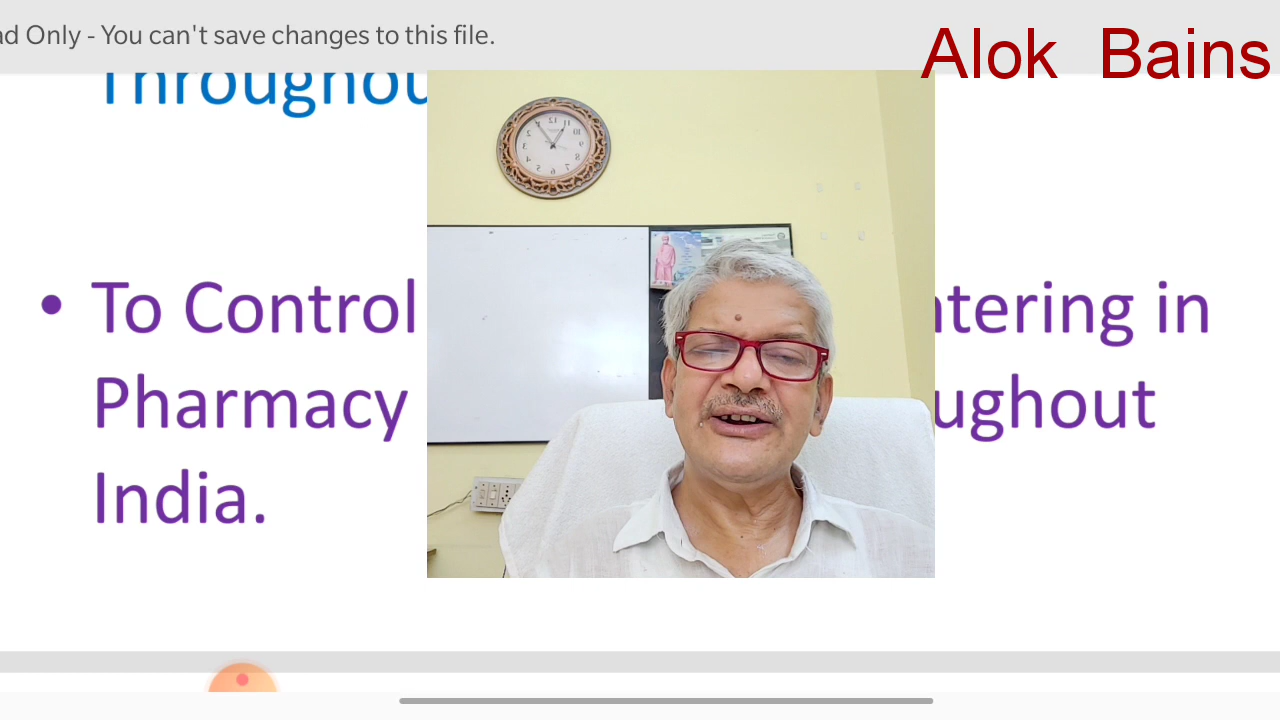 ad Only - You can't save changes to this file.
Alok Bains
Throughou
To Control ntering in
Pharmacy ughout
India.